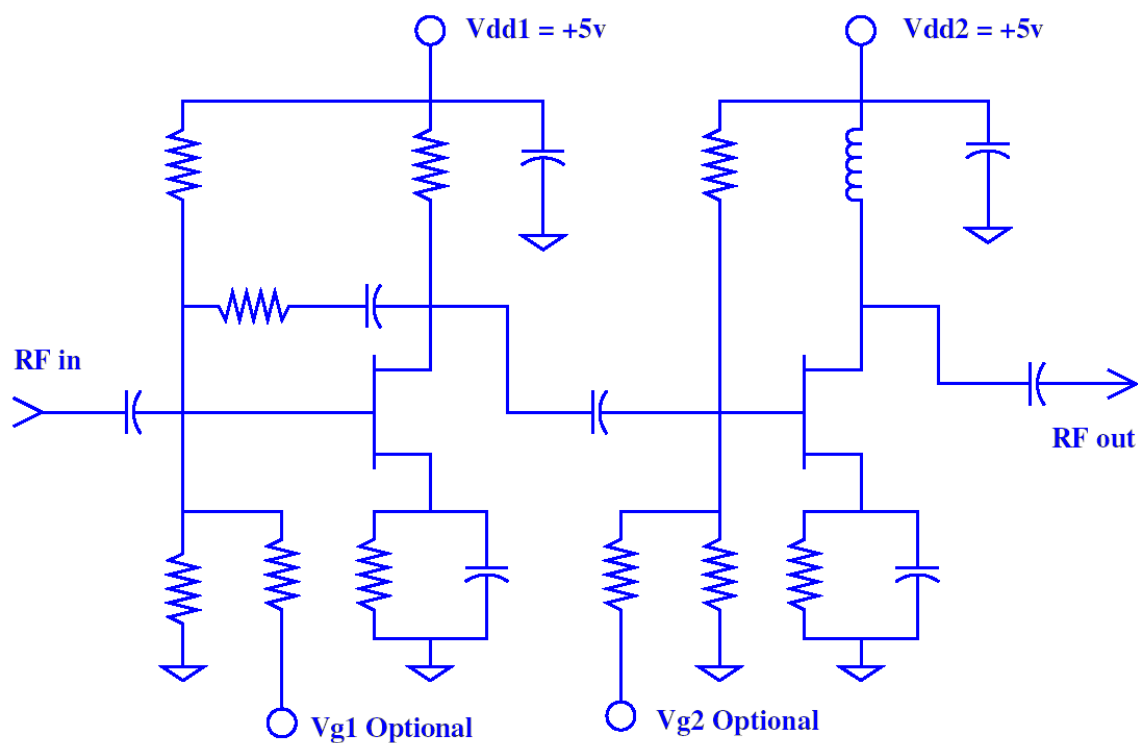 Vdd1 = +5v
Vdd2 = +5v
RF in
RF out
Vg1 Optional
Vg2 Optional